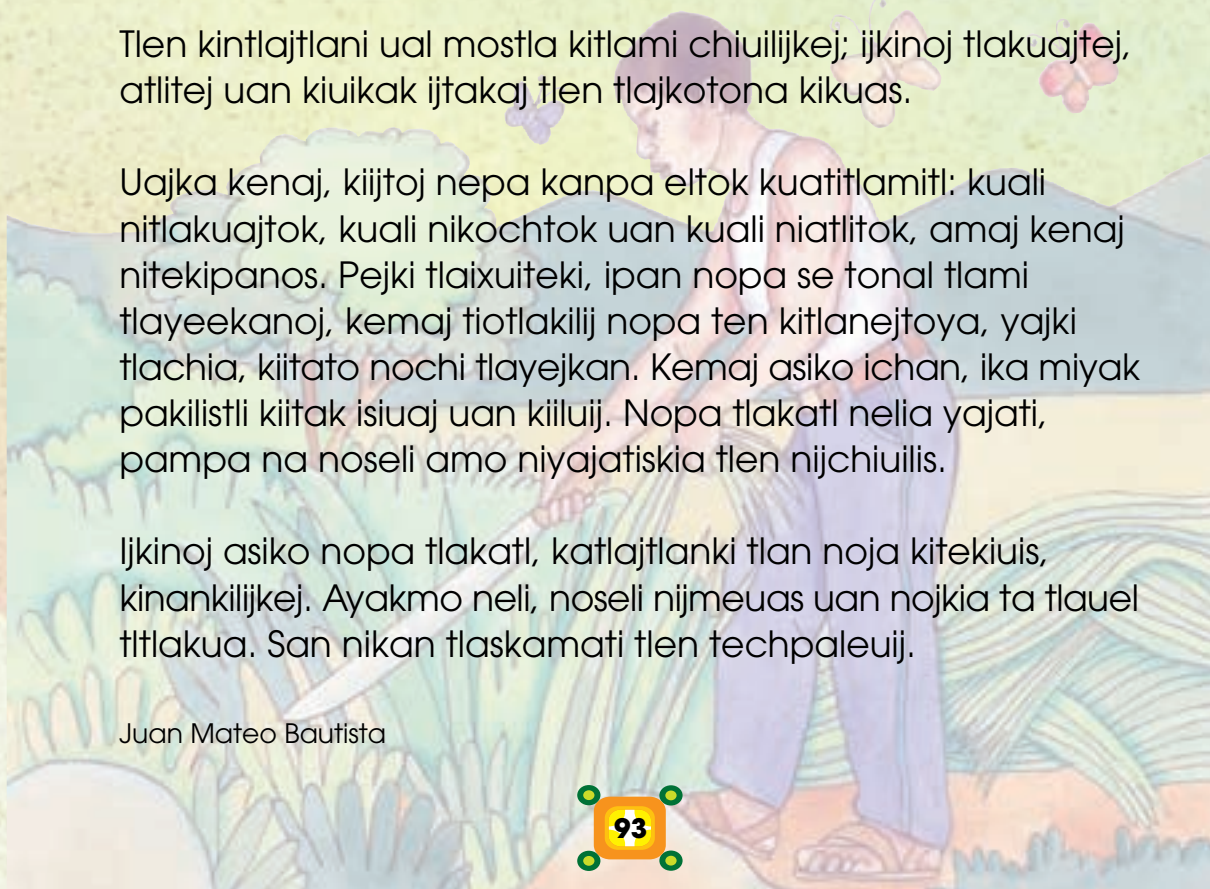 Tlen kintlajtlani ual mostla kitlami chiuilijkej; ijkinoj tlakuajtej,
atlitej uan kiuikak ijtakaj tlen tlajkotona kikuas.
Uajka kenaj, kiijtoj nepa kanpa eltok kuatitlamitl: kuali
nitlakuajtok, kuali nikochtok uan kuali niatlitok, amaj kenaj
nitekipanos. Pejki tlaixuiteki, ipan nopa se tonal tlami
tlayeekanoj, kemaj tiotlakilij nopa ten kitlanejtoya, yajki
tlachia, kiitato nochi tlayejkan. Kemaj asiko ichan, ika miyak
pakilistli kiitak isiuaj uan kiiluij. Nopa tlakatl nelia yajati,
pampa na noseli amo niyajatiskia tlen nijchiuilis.
Ijkinoj asiko nopa tlakatl, katlajtlanki tlan noja kitekiuis,
kinankilijkej. Ayakmo neli, noseli nijmeuas uan nojkia ta tlauel
tltlakua. San nikan tlaskamati tlen techpaleuij.
Juan Mateo Bautista
93